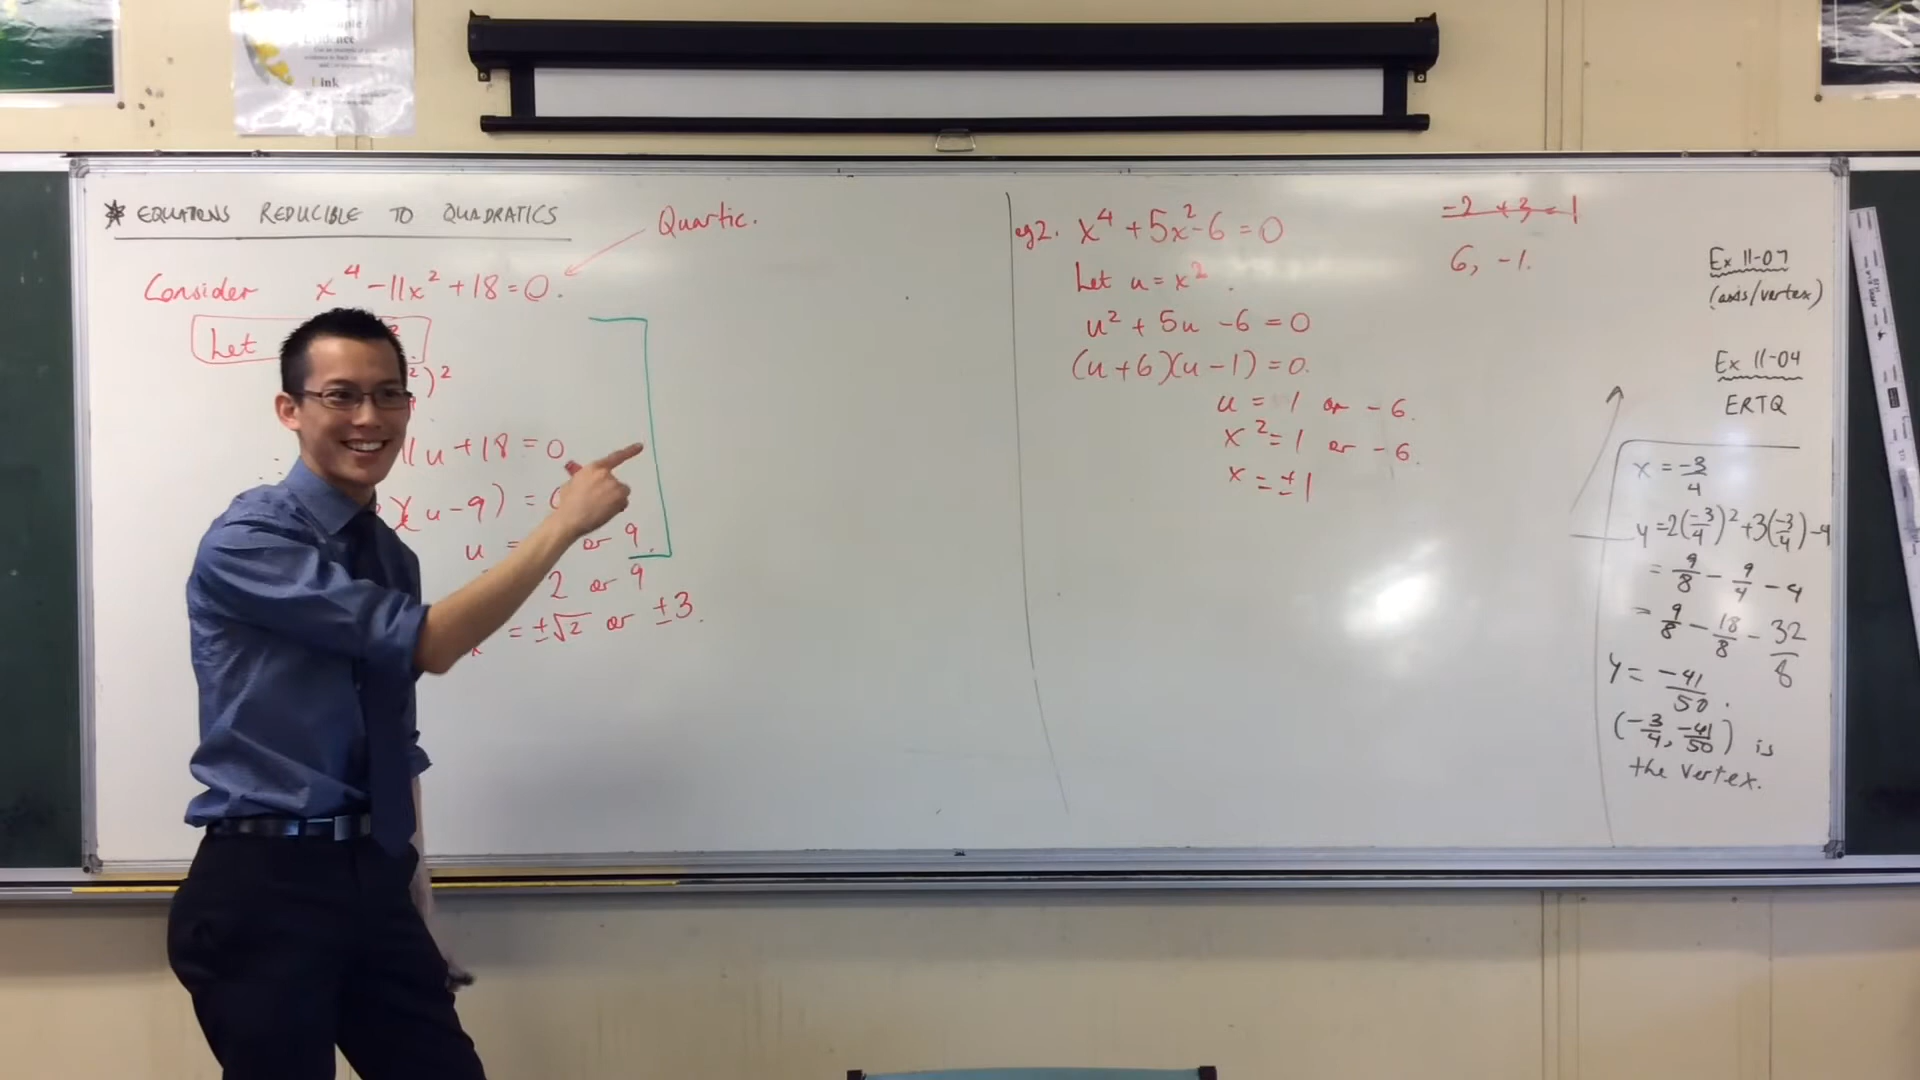 * EQUATIONS REDUCIBLE TO QUADRATICS
Quartic.
Consider x⁴ - 11x² + 18 = 0.
Let
²)²
11u + 18 = 0
)(u - 9) =
u = or 9.
2 or 9
x = ±√2 or ±3.
eg2. x⁴ + 5x² - 6 = 0
Let u = x².
u² + 5u - 6 = 0
(u + 6)(u - 1) = 0.
u = 1 or -6.
x² = 1 or -6.
x = ±1
-2 + 3 = 1
6, -1.
Ex 11-07
(axis/vertex)
Ex 11-04
ERTQ
x = -3/4
y = 2(-3/4)² + 3(-3/4) - 4
= 9/8 - 9/4 - 4
= 9/8 - 18/8 - 32/8
y = -41/50.
(-3/4, -41/50) is
the vertex.
Evidence
Link